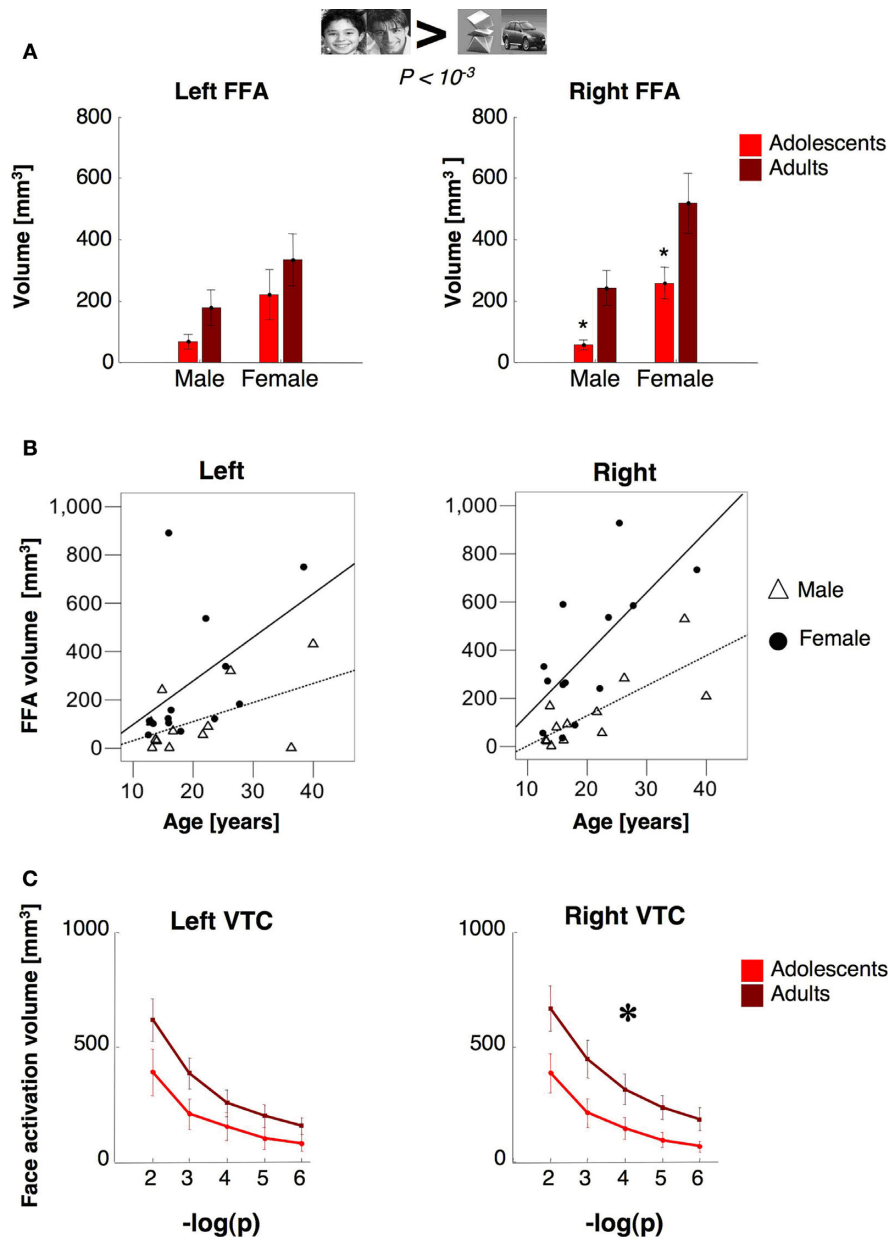 >
A
P < 10-3
Left FFA
Right FFA
Volume [mm3]
800
600
400
200
0
Male
Female
Volume [mm3]
800
600
400
200
0
*
*
Male
Female
Adolescents
Adults
B
Left
Right
FFA volume [mm3]
1,000
800
600
400
200
0
10
20
30
40
Age [years]
1,000
800
600
400
200
0
10
20
30
40
Age [years]
Male
Female
C
Left VTC
Right VTC
Face activation volume [mm3]
1000
500
0
2
3
4
5
6
-log(p)
1000
500
0
*
2
3
4
5
6
-log(p)
Adolescents
Adults